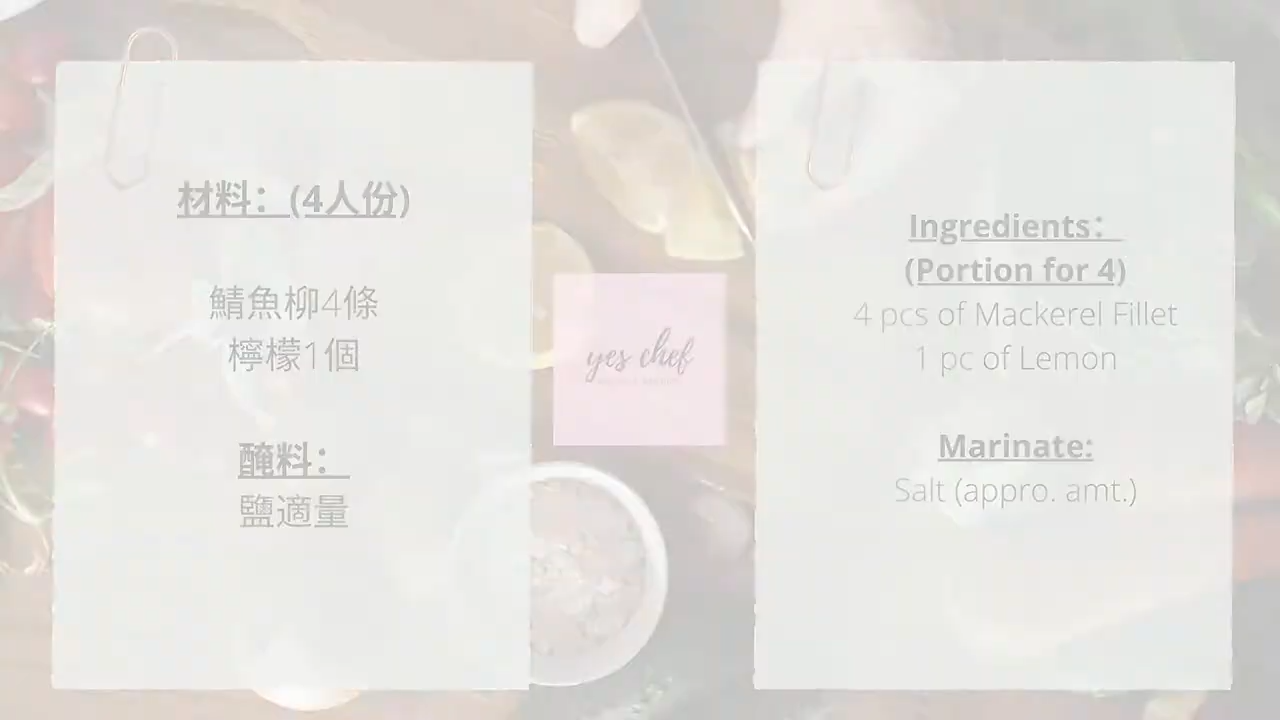 材料：(4人份)
鯖魚柳4條
檸檬1個
醃料：
鹽適量
yes chef
Ingredients：
(Portion for 4)
4 pcs of Mackerel Fillet
1 pc of Lemon
Marinate:
Salt (appro. amt.)